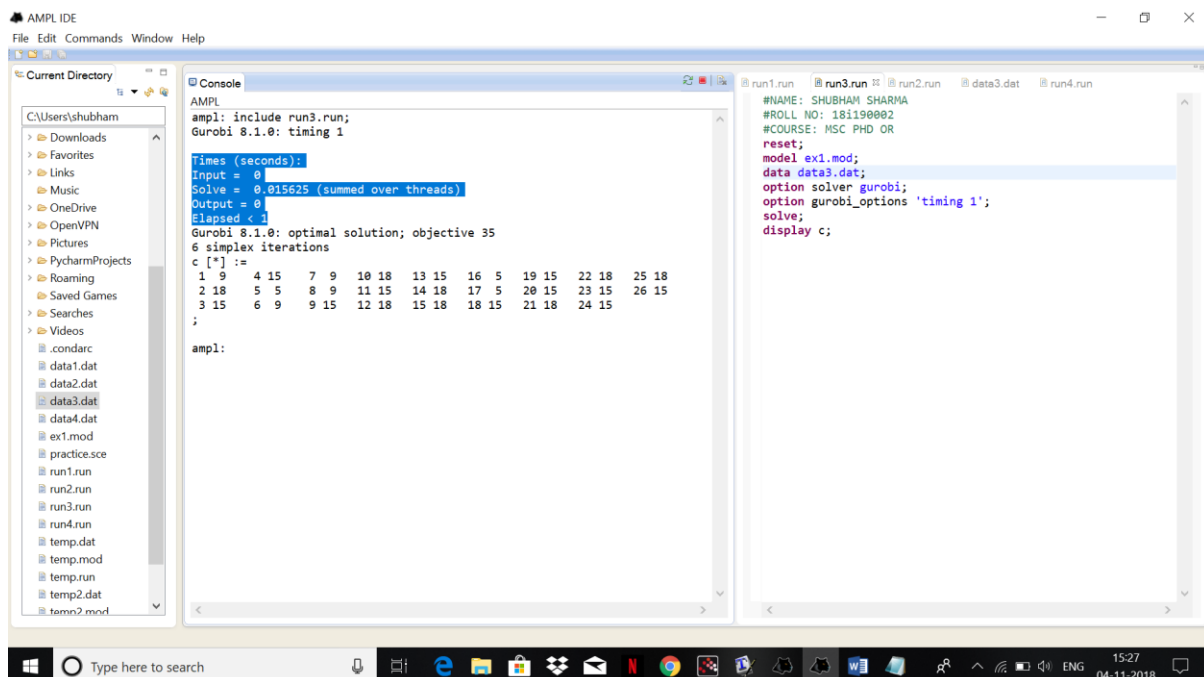 AMPL IDE
File Edit Commands Window Help
Current Directory
C:\Users\shubham
Downloads
Favorites
Links
Music
OneDrive
OpenVPN
Pictures
PycharmProjects
Roaming
Saved Games
Searches
Videos
.condarc
data1.dat
data2.dat
data3.dat
data4.dat
ex1.mod
practice.sce
run1.run
run2.run
run3.run
run4.run
temp.dat
temp.mod
temp.run
temp2.dat
temp2.mod
Console
AMPL
ampl: include run3.run;
Gurobi 8.1.0: timing 1
Times (seconds):
Input = 0
Solve = 0.015625 (summed over threads)
Output = 0
Elapsed < 1
Gurobi 8.1.0: optimal solution; objective 35
6 simplex iterations
c [*] :=
1 9 4 15 7 9 10 18 13 15 16 5 19 15 22 18 25 18
2 18 5 5 8 9 11 15 14 18 17 5 20 15 23 15 26 15
3 15 6 9 9 15 12 18 15 18 18 15 21 18 24 15
;
ampl:
run1.run run3.run run2.run data3.dat run4.run
#NAME: SHUBHAM SHARMA
#ROLL NO: 18i190002
#COURSE: MSC PHD OR
reset;
model ex1.mod;
data data3.dat;
option solver gurobi;
option gurobi_options 'timing 1';
solve;
display c;
Type here to search
ENG
15:27
04-11-2018